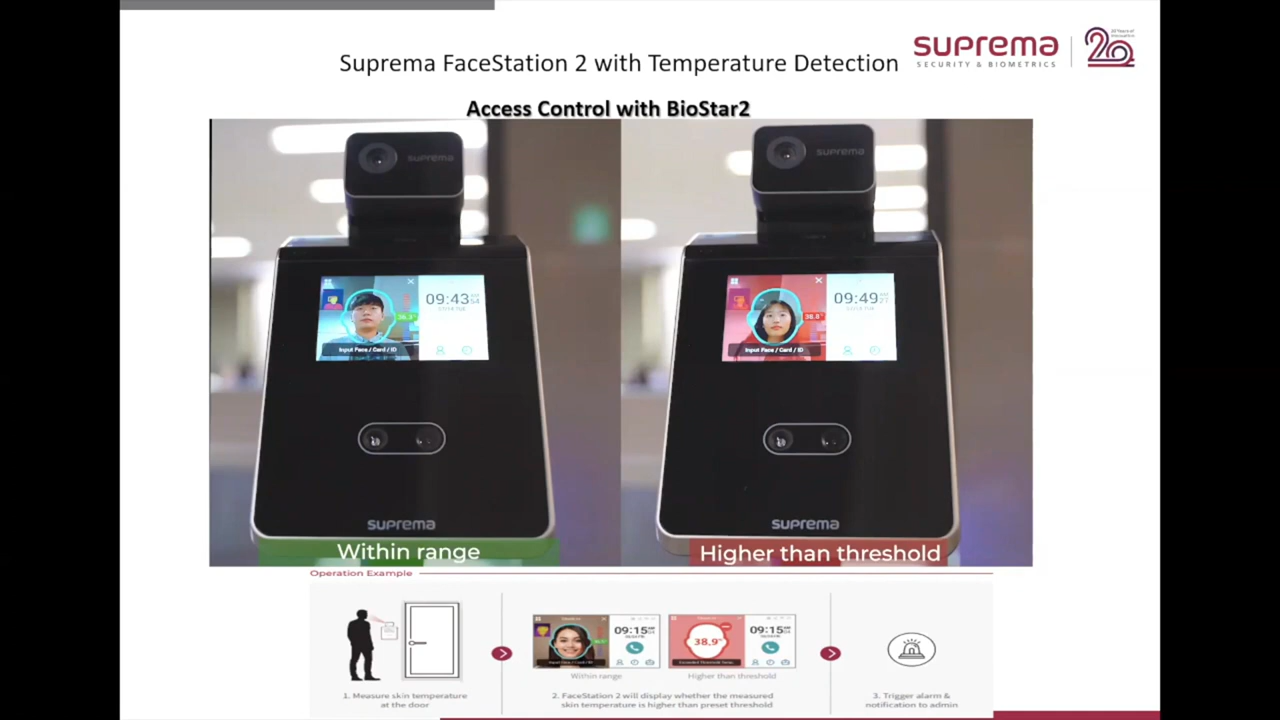 Suprema FaceStation 2 with Temperature Detection
suprema
SECURITY & BIOMETRICS
20
Access Control with BioStar2
suprema
suprema
09:43
36.3°
Input Face / Card / ID
09:49
38.8°
Input Face / Card / ID
suprema
suprema
Within range
Higher than threshold
Operation Example
09:15
09:15
38.9°
Within range
Higher than threshold
1. Measure skin temperature
at the door
2. FaceStation 2 will display whether the measured
skin temperature is higher than preset threshold
3. Trigger alarm &
notification to admin